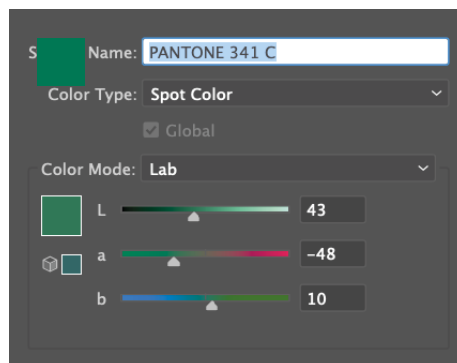 S Name: PANTONE 341 C
Color Type: Spot Color
Global
Color Mode: Lab
L 43
a -48
b 10